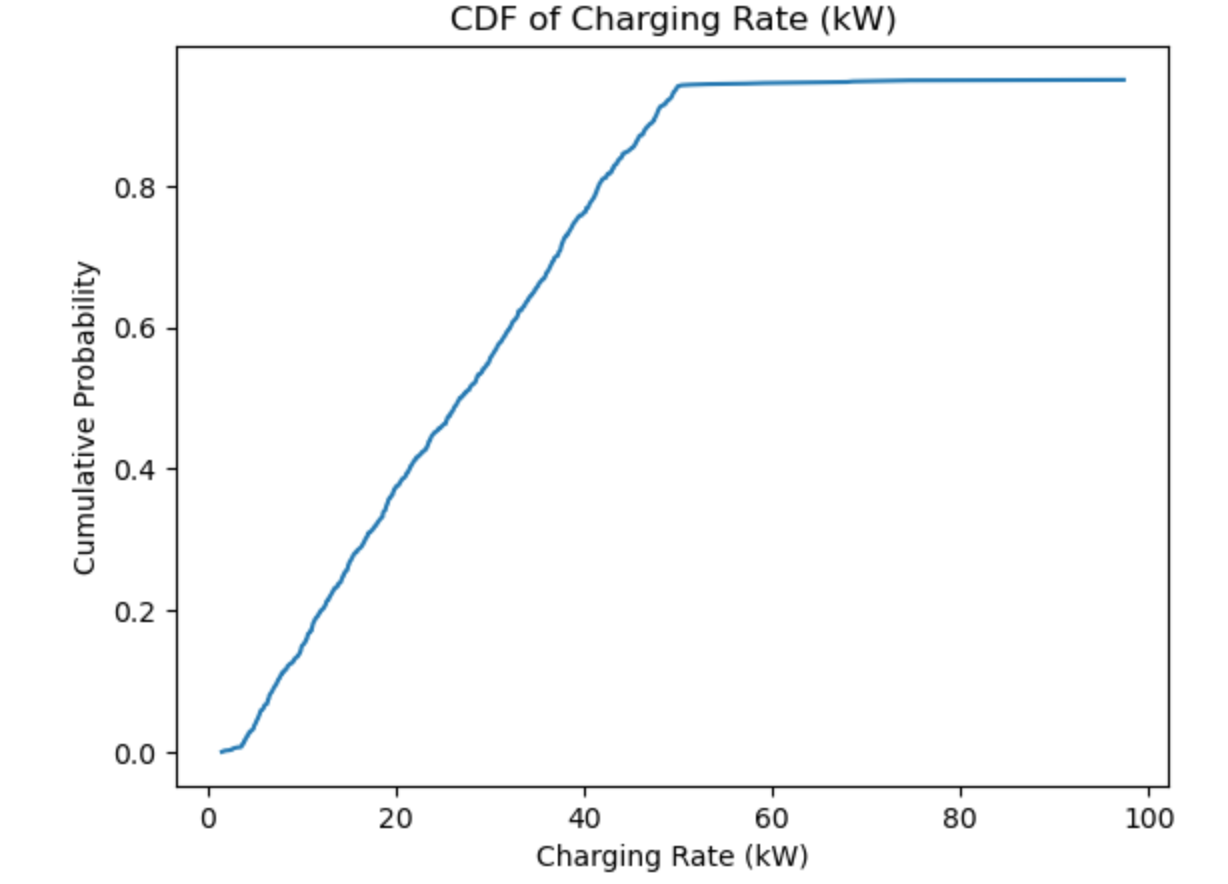 CDF of Charging Rate (kW)
0.8
0.6
0.4
0.2
0.0
Cumulative Probability
0 20 40 60 80 100
Charging Rate (kW)